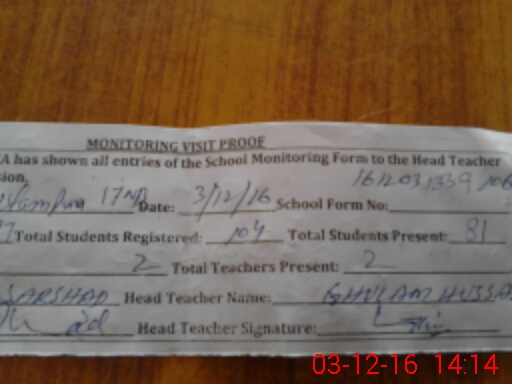 MONITORING VISIT PROOF
A has shown all entries of the School Monitoring Form to the Head Teacher
sion.
Date: 3/12/16 School Form No: 1612031339
Total Students Registered: 104 Total Students Present: 81
2 Total Teachers Present: 2
ARSHAD Head Teacher Name: GHULAM HUSSA
Head Teacher Signature:
03-12-16 14:14